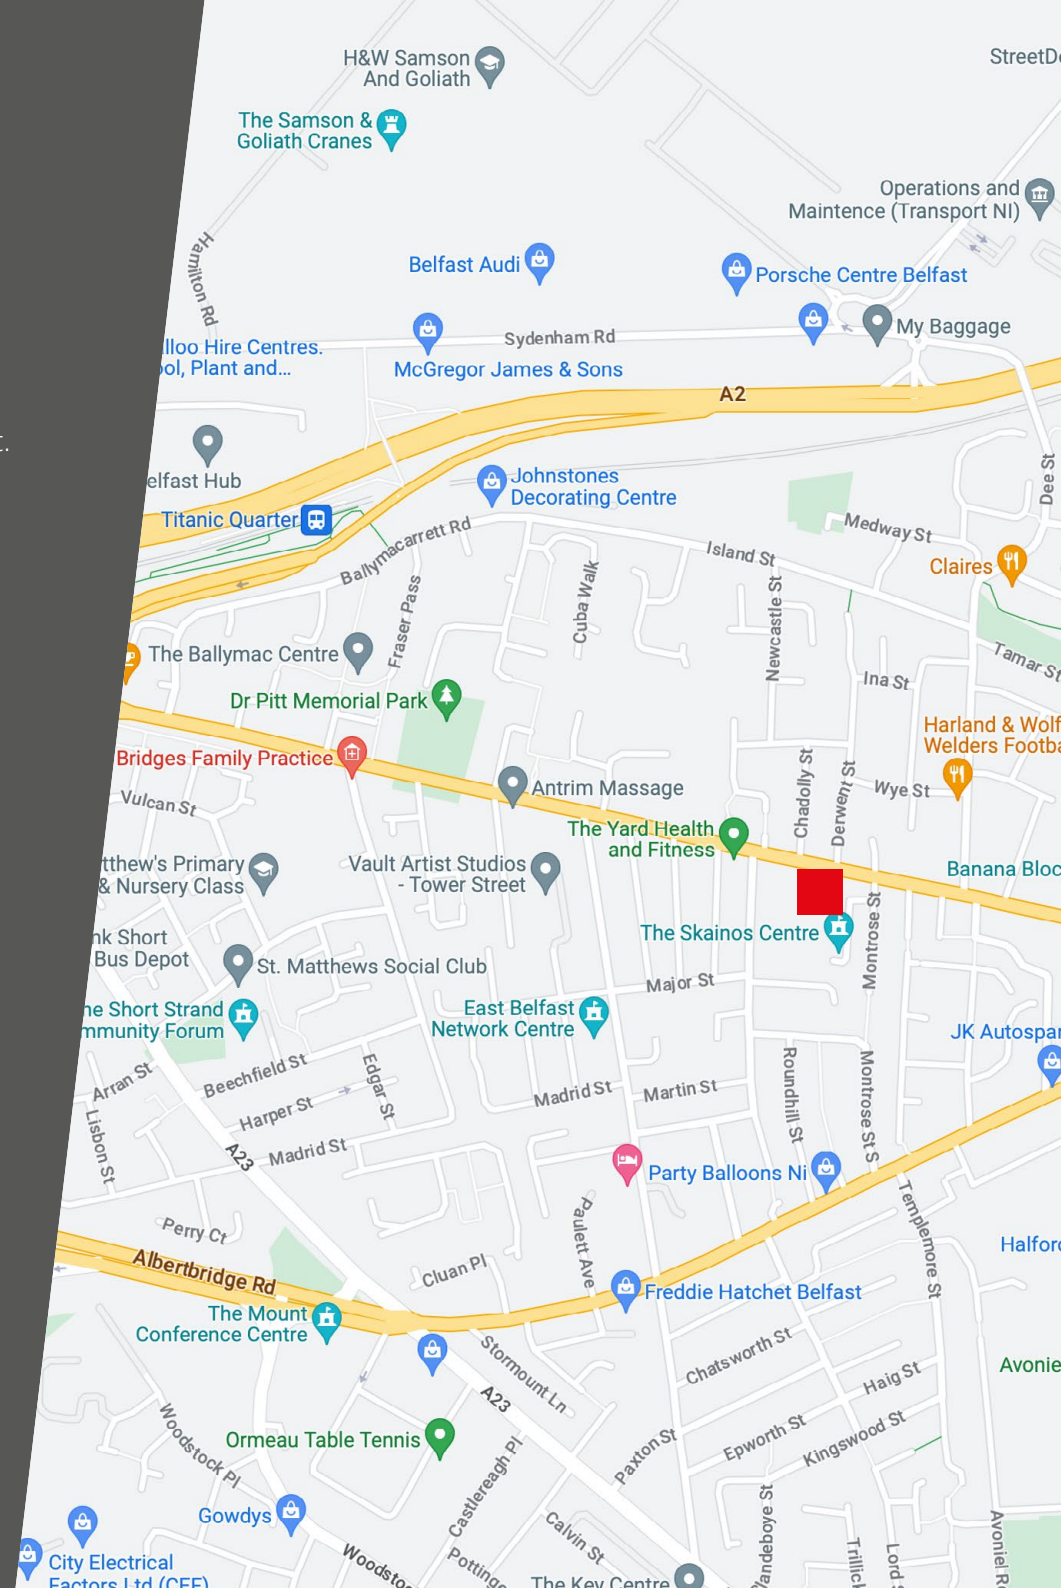 H&W Samson
And Goliath
StreetD
The Samson &
Goliath Cranes
Operations and
Maintence (Transport NI)
Hamilton Rd
Belfast Audi
Porsche Centre Belfast
My Baggage
Sydenham Rd
lloo Hire Centres.
ol, Plant and…
McGregor James & Sons
A2
t.
elfast Hub
Dee St
Johnstones
Decorating Centre
Titanic Quarter
Ballymacarrett Rd
Medway St
Island St
Claires
Fraser Pass
Cuba Walk
Newcastle St
The Ballymac Centre
Tamar St
Ina St
Dr Pitt Memorial Park
Harland & Wolf
Welders Footba
Bridges Family Practice
Antrim Massage
Chadolly St
Derwent St
Wye St
Vulcan St
The Yard Health
and Fitness
tthew's Primary
& Nursery Class
Vault Artist Studios
- Tower Street
Banana Bloc
The Skainos Centre
Montrose St
nk Short
Bus Depot
St. Matthews Social Club
Major St
ne Short Strand
mmunity Forum
East Belfast
Network Centre
JK Autospar
Arran St
Beechfield St
Edgar St
Madrid St
Martin St
Roundhill St
Montrose St S
Harper St
Lisbon St
A23
Madrid St
Party Balloons Ni
Templemore St
Perry Ct
Paulett Ave
Halford
Albertbridge Rd
Cluan Pl
Freddie Hatchet Belfast
The Mount
Conference Centre
Stormount Ln
Chatsworth St
Avonie
Haig St
A23
Woodstock Pl
Ormeau Table Tennis
Paxton St
Epworth St
Kingswood St
Castlereagh Pl
Gowdys
Calvin St
landeboye St
Trillick
Lord S
Avoniel R
City Electrical
Factors Ltd (CEF)
Woodsto
Potting
The Key Centre